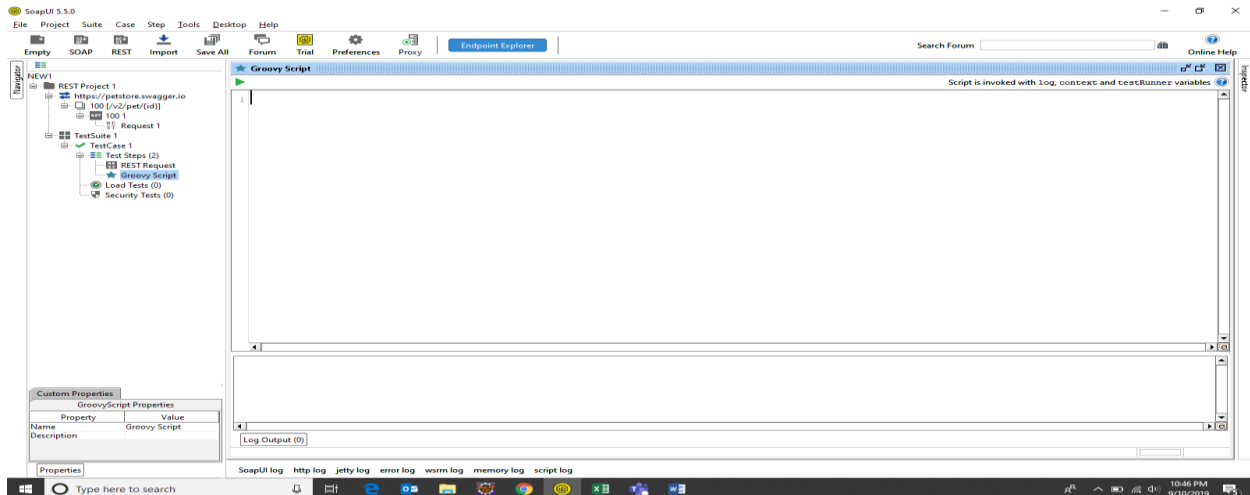 SoapUI 5.5.0
File Project Suite Case Step Tools Desktop Help
Empty SOAP REST Import Save All Forum Trial Preferences Proxy
Endpoint Explorer
Search Forum
Online Help
Navigator
NEW1
REST Project 1
https://petstore.swagger.io
100 [/v2/pet/{id}]
100 1
Request 1
TestSuite 1
TestCase 1
Test Steps (2)
REST Request
Groovy Script
Load Tests (0)
Security Tests (0)
Groovy Script
Script is invoked with log, context and testRunner variables
1
Inspector
Custom Properties
GroovyScript Properties
Property Value
Name Groovy Script
Description
Properties
Log Output (0)
SoapUI log http log jetty log error log wsrm log memory log script log
Type here to search
10:46 PM
9/10/2019